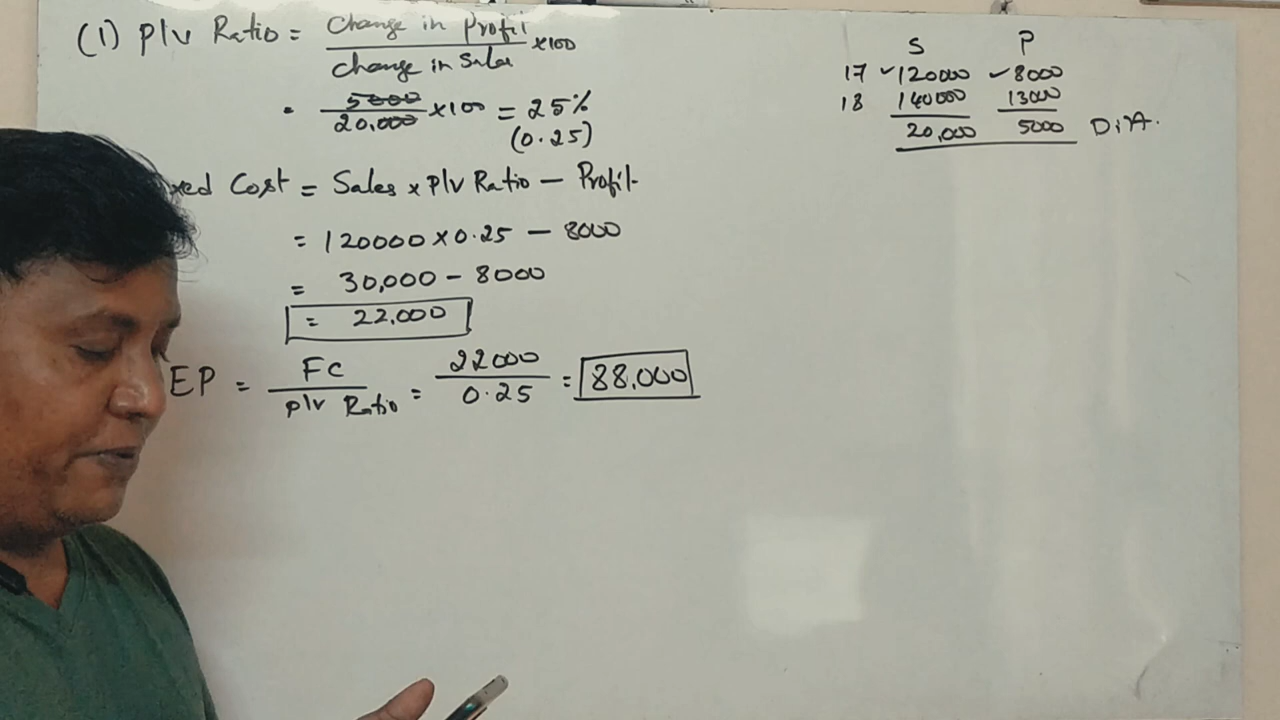 (1) P/V Ratio = Change in Profit / Change in Sales ×100
= 5000 / 20,000 ×100 = 25%
(0.25)
xed Cost = Sales × P/V Ratio – Profit
= 120000 × 0.25 – 8000
= 30,000 – 8000
= 22,000
EP = FC / P/V Ratio = 22000 / 0.25 = 88,000
S P
17 ✓120000 ✓8000
18 140000 13000
20,000 5000 Diff.